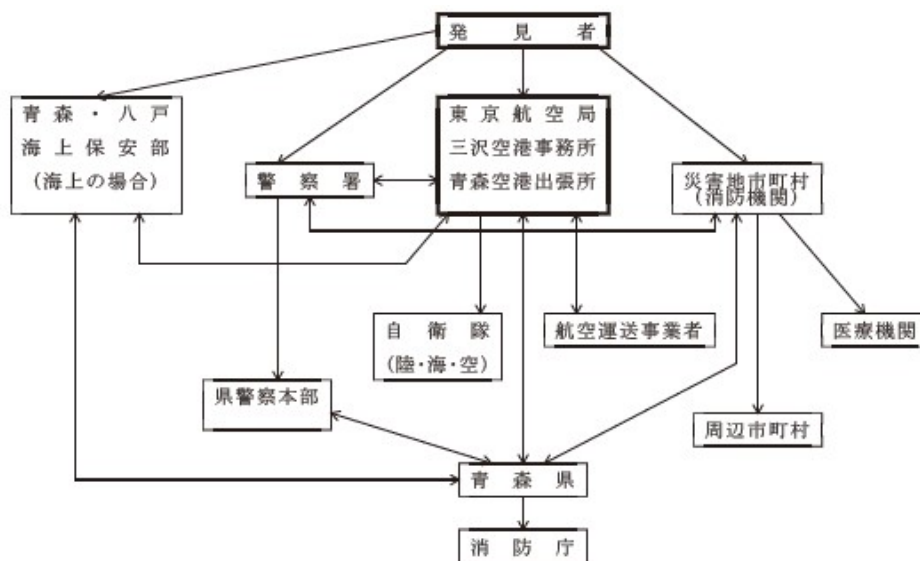 発見者
青森・八戸
海上保安部
(海上の場合)
東京航空局
三沢空港事務所
青森空港出張所
警察署
災害地市町村
(消防機関)
自衛隊
(陸・海・空)
航空運送事業者
医療機関
県警察本部
周辺市町村
青森県
消防庁